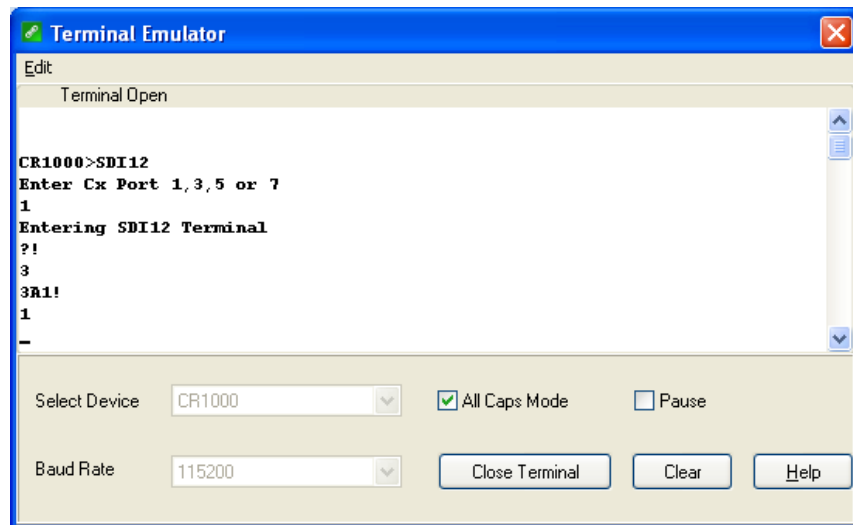 Terminal Emulator
Edit
Terminal Open
CR1000>SDI12
Enter Cx Port 1,3,5 or 7
1
Entering SDI12 Terminal
?!
3
3A1!
1
_
Select Device CR1000 All Caps Mode Pause
Baud Rate 115200 Close Terminal Clear Help